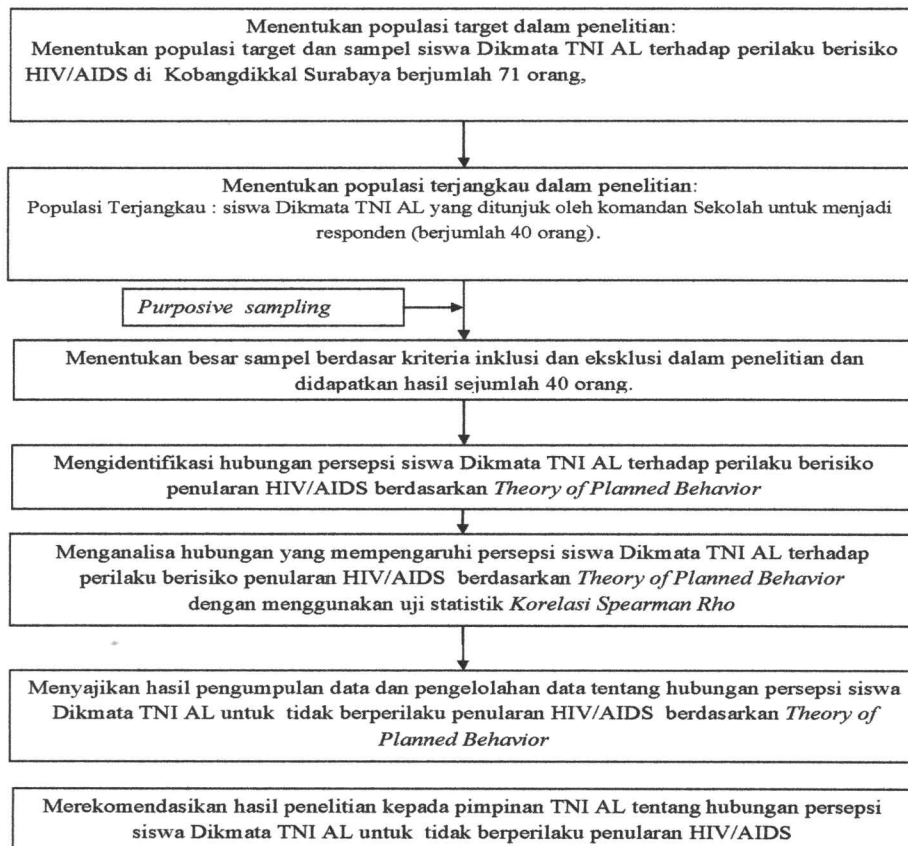 Menentukan populasi target dalam penelitian:
Menentukan populasi target dan sampel siswa Dikmata TNI AL terhadap perilaku berisiko
HIV/AIDS di Kobangdikkal Surabaya berjumlah 71 orang,
Menentukan populasi terjangkau dalam penelitian:
Populasi Terjangkau : siswa Dikmata TNI AL yang ditunjuk oleh komandan Sekolah untuk menjadi
responden (berjumlah 40 orang).
Purposive sampling
Menentukan besar sampel berdasar kriteria inklusi dan eksklusi dalam penelitian dan
didapatkan hasil sejumlah 40 orang.
Mengidentifikasi hubungan persepsi siswa Dikmata TNI AL terhadap perilaku berisiko
penularan HIV/AIDS berdasarkan Theory of Planned Behavior
Menganalisa hubungan yang mempengaruhi persepsi siswa Dikmata TNI AL terhadap
perilaku berisiko penularan HIV/AIDS berdasarkan Theory of Planned Behavior
dengan menggunakan uji statistik Korelasi Spearman Rho
Menyajikan hasil pengumpulan data dan pengelolahan data tentang hubungan persepsi siswa
Dikmata TNI AL untuk tidak berperilaku penularan HIV/AIDS berdasarkan Theory of
Planned Behavior
Merekomendasikan hasil penelitian kepada pimpinan TNI AL tentang hubungan persepsi
siswa Dikmata TNI AL untuk tidak berperilaku penularan HIV/AIDS